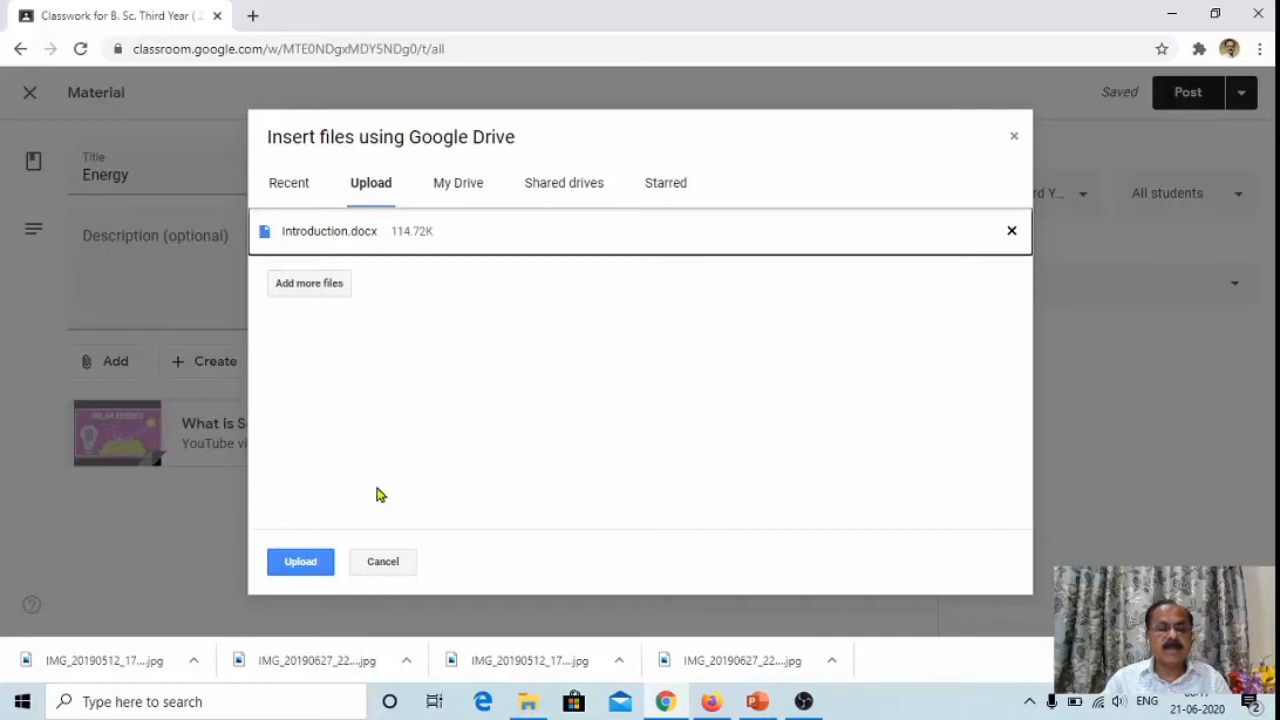 Classwork for B. Sc. Third Year ( 2
classroom.google.com/w/MTE0NDgxMDY5NDg0/t/all
Material
Saved
Post
Insert files using Google Drive
Title
Energy
Recent
Upload
My Drive
Shared drives
Starred
rd Y...
All students
Description (optional)
Introduction.docx
114.72K
Add more files
Add
Create
What is S
YouTube vi
Upload
Cancel
IMG_20190512_17....jpg
IMG_20190627_22....jpg
IMG_20190512_17....jpg
IMG_20190627_22....jpg
Type here to search
ENG
21-06-2020
2